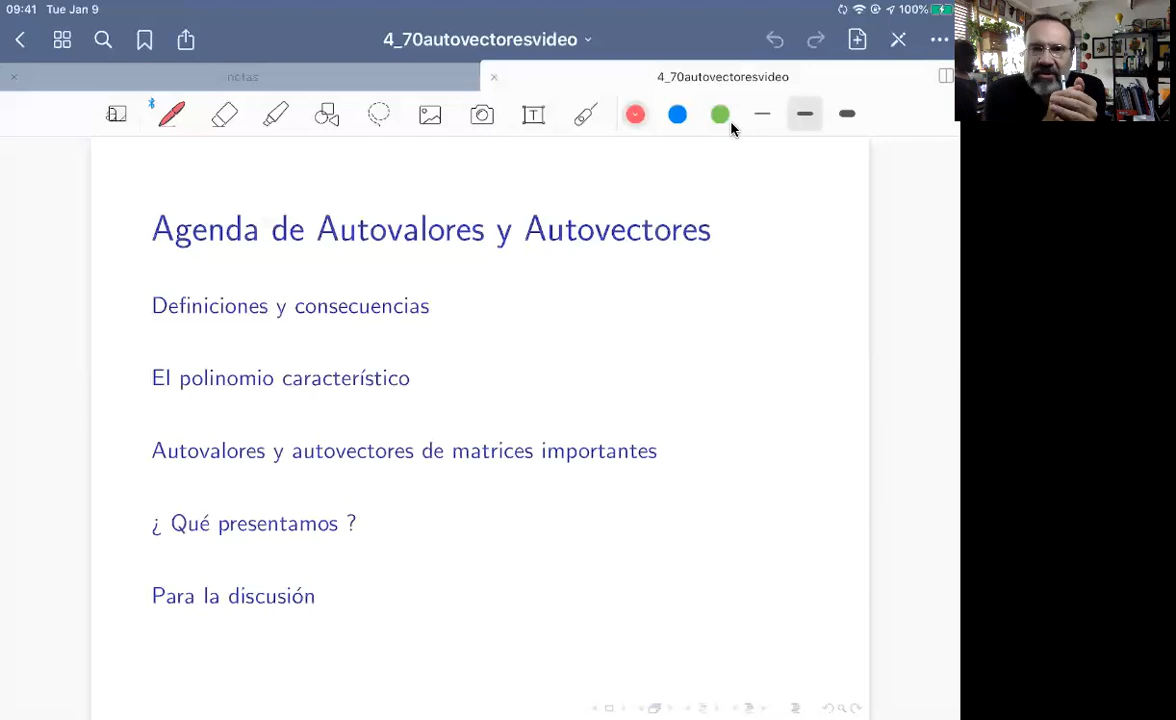 09:41 Tue Jan 9
100%
4_70autovectoresvideo
notas
4_70autovectoresvideo
Agenda de Autovalores y Autovectores
Definiciones y consecuencias
El polinomio característico
Autovalores y autovectores de matrices importantes
¿ Qué presentamos ?
Para la discusión